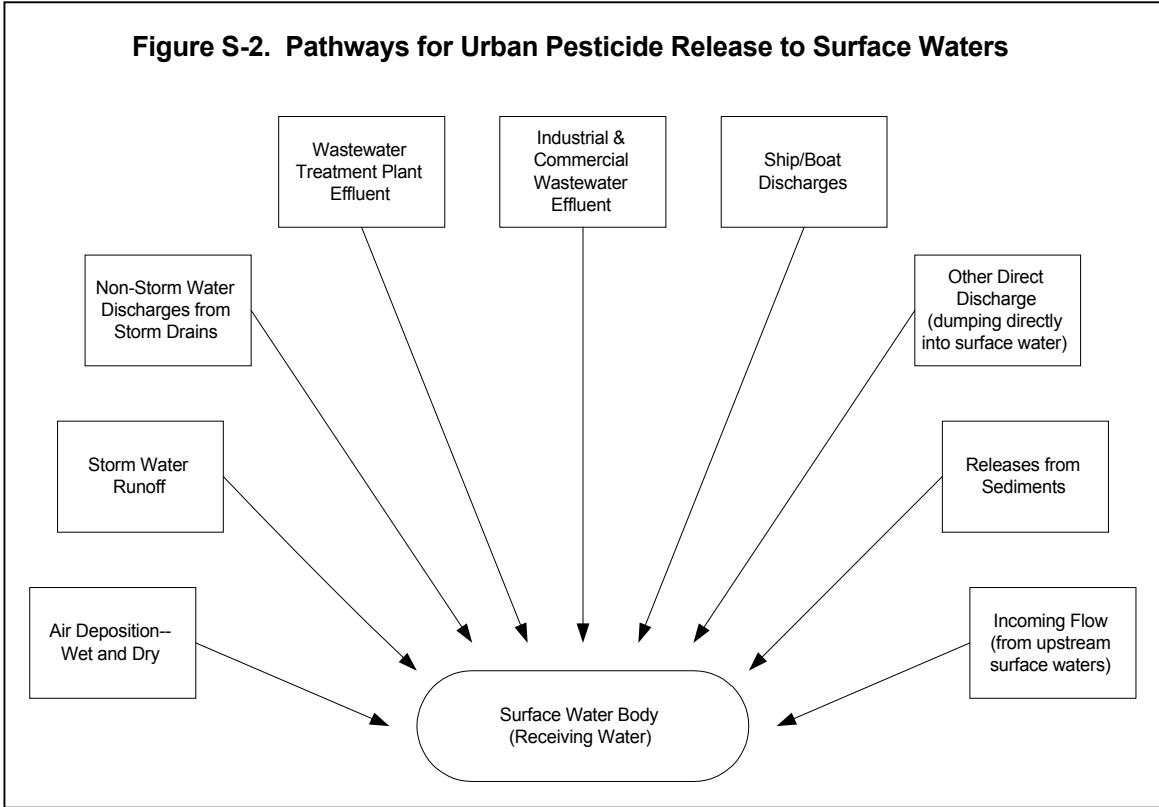 Figure S-2. Pathways for Urban Pesticide Release to Surface Waters
Wastewater
Treatment Plant
Effluent
Industrial &
Commercial
Wastewater
Effluent
Ship/Boat
Discharges
Non-Storm Water
Discharges from
Storm Drains
Other Direct
Discharge
(dumping directly
into surface water)
Storm Water
Runoff
Releases from
Sediments
Air Deposition--
Wet and Dry
Incoming Flow
(from upstream
surface waters)
Surface Water Body
(Receiving Water)